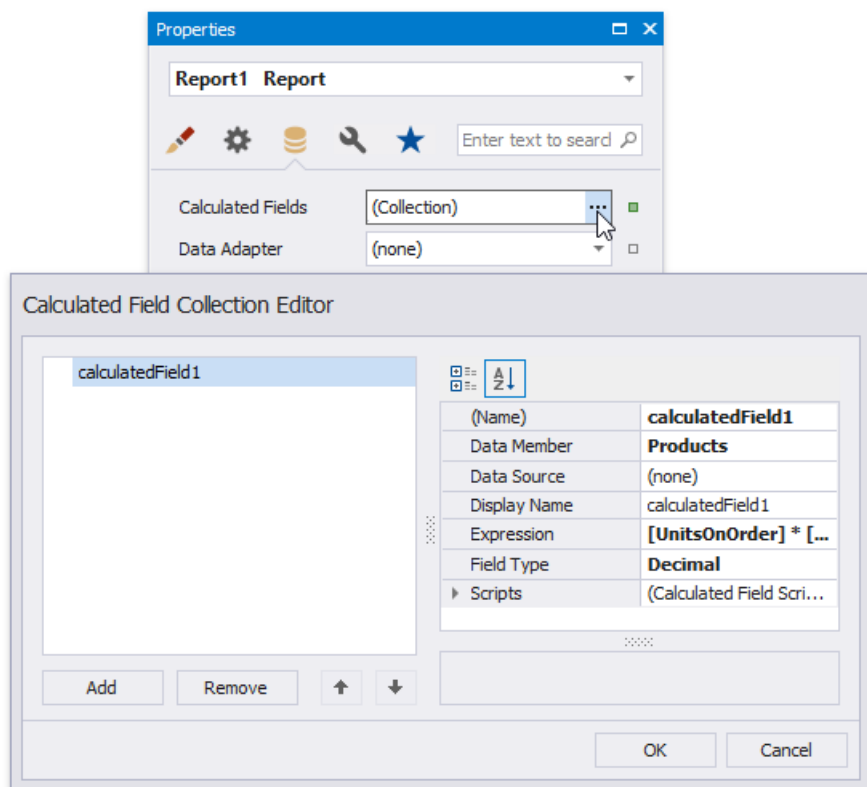 Properties
Report1 Report
Enter text to search
Calculated Fields (Collection) ...
Data Adapter (none)
Calculated Field Collection Editor
calculatedField1
A
Z
(Name) calculatedField1
Data Member Products
Data Source (none)
Display Name calculatedField1
Expression [UnitsOnOrder] * [...
Field Type Decimal
Scripts (Calculated Field Scri...
Add Remove
OK Cancel